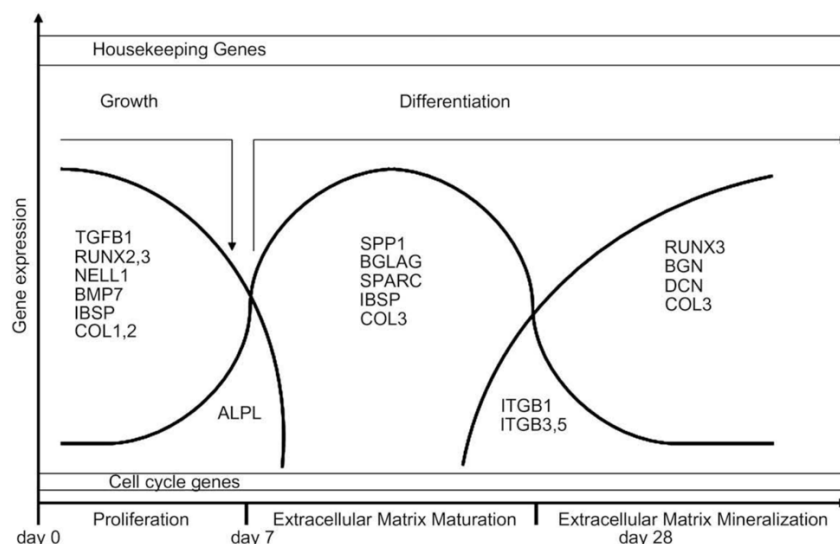 Housekeeping Genes
Growth
Differentiation
Gene expression
TGFB1
RUNX2,3
NELL1
BMP7
IBSP
COL1,2
SPP1
BGLAG
SPARC
IBSP
COL3
RUNX3
BGN
DCN
COL3
ALPL
ITGB1
ITGB3,5
Cell cycle genes
Proliferation
Extracellular Matrix Maturation
Extracellular Matrix Mineralization
day 0
day 7
day 28